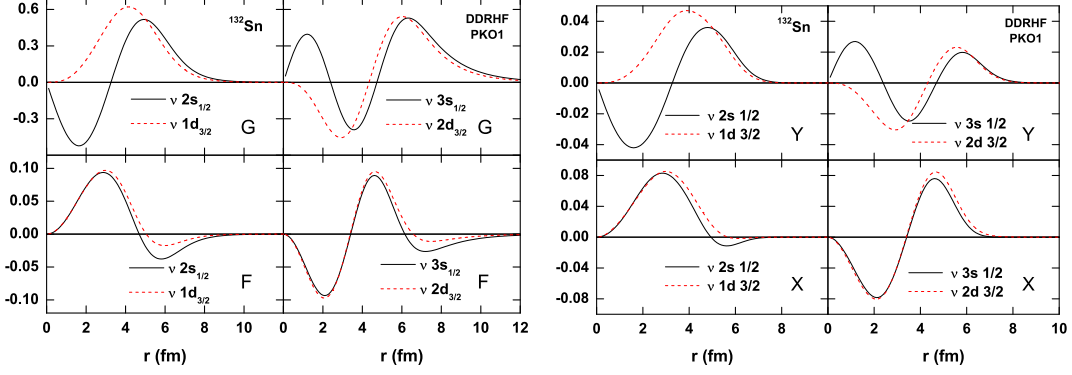 0.6
0.3
0.0
-0.3
132Sn
ν 2s1/2
ν 1d3/2
G
DDRHF
PKO1
ν 3s1/2
ν 2d3/2
G
0.10
0.05
0.00
-0.05
-0.10
ν 2s1/2
ν 1d3/2
F
ν 3s1/2
ν 2d3/2
F
0 2 4 6 8 10 0 2 4 6 8 10 12
r (fm) r (fm)
0.04
0.02
0.00
-0.02
-0.04
132Sn
ν 2s 1/2
ν 1d 3/2
Y
DDRHF
PKO1
ν 3s 1/2
ν 2d 3/2
Y
0.08
0.04
0.00
-0.04
-0.08
ν 2s 1/2
ν 1d 3/2
X
ν 3s 1/2
ν 2d 3/2
X
0 2 4 6 8 0 2 4 6 8 10
r (fm) r (fm)